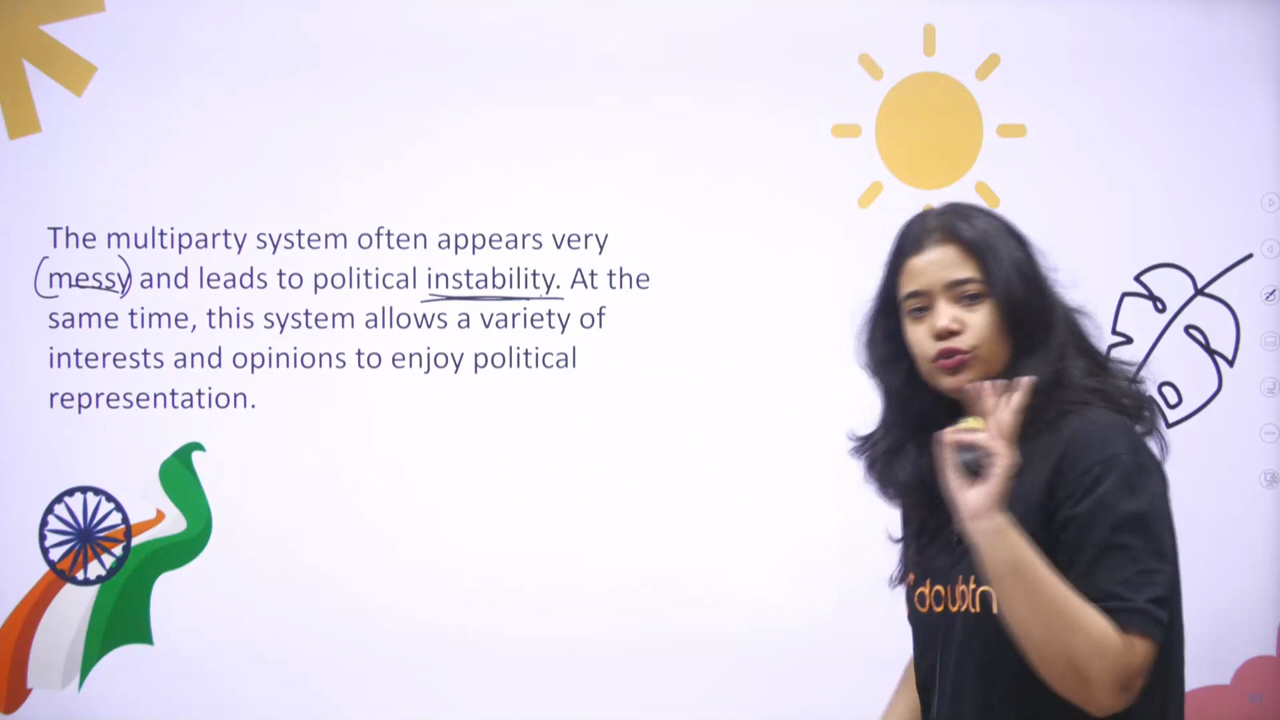 The multiparty system often appears very
messy and leads to political instability. At the
same time, this system allows a variety of
interests and opinions to enjoy political
representation.
doubtn